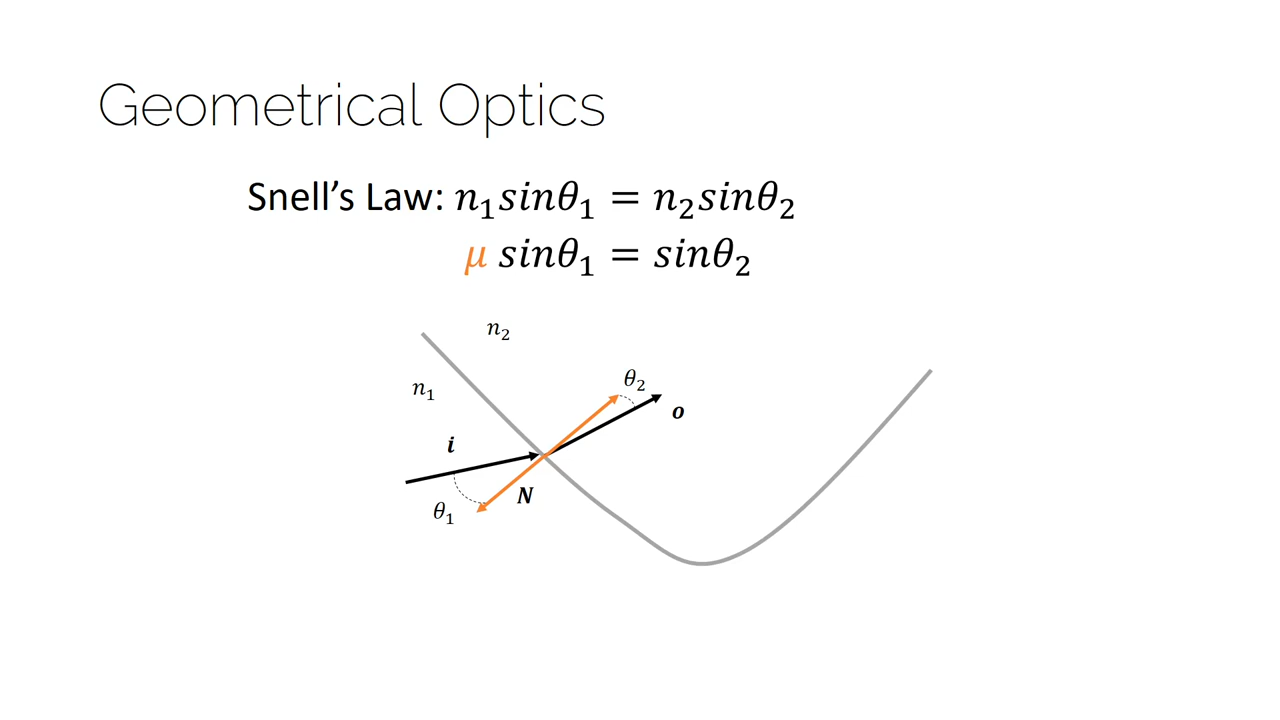 Geometrical Optics
Snell's Law: n₁sinθ₁ = n₂sinθ₂
μ sinθ₁ = sinθ₂
n₂
n₁
θ₂
o
i
N
θ₁